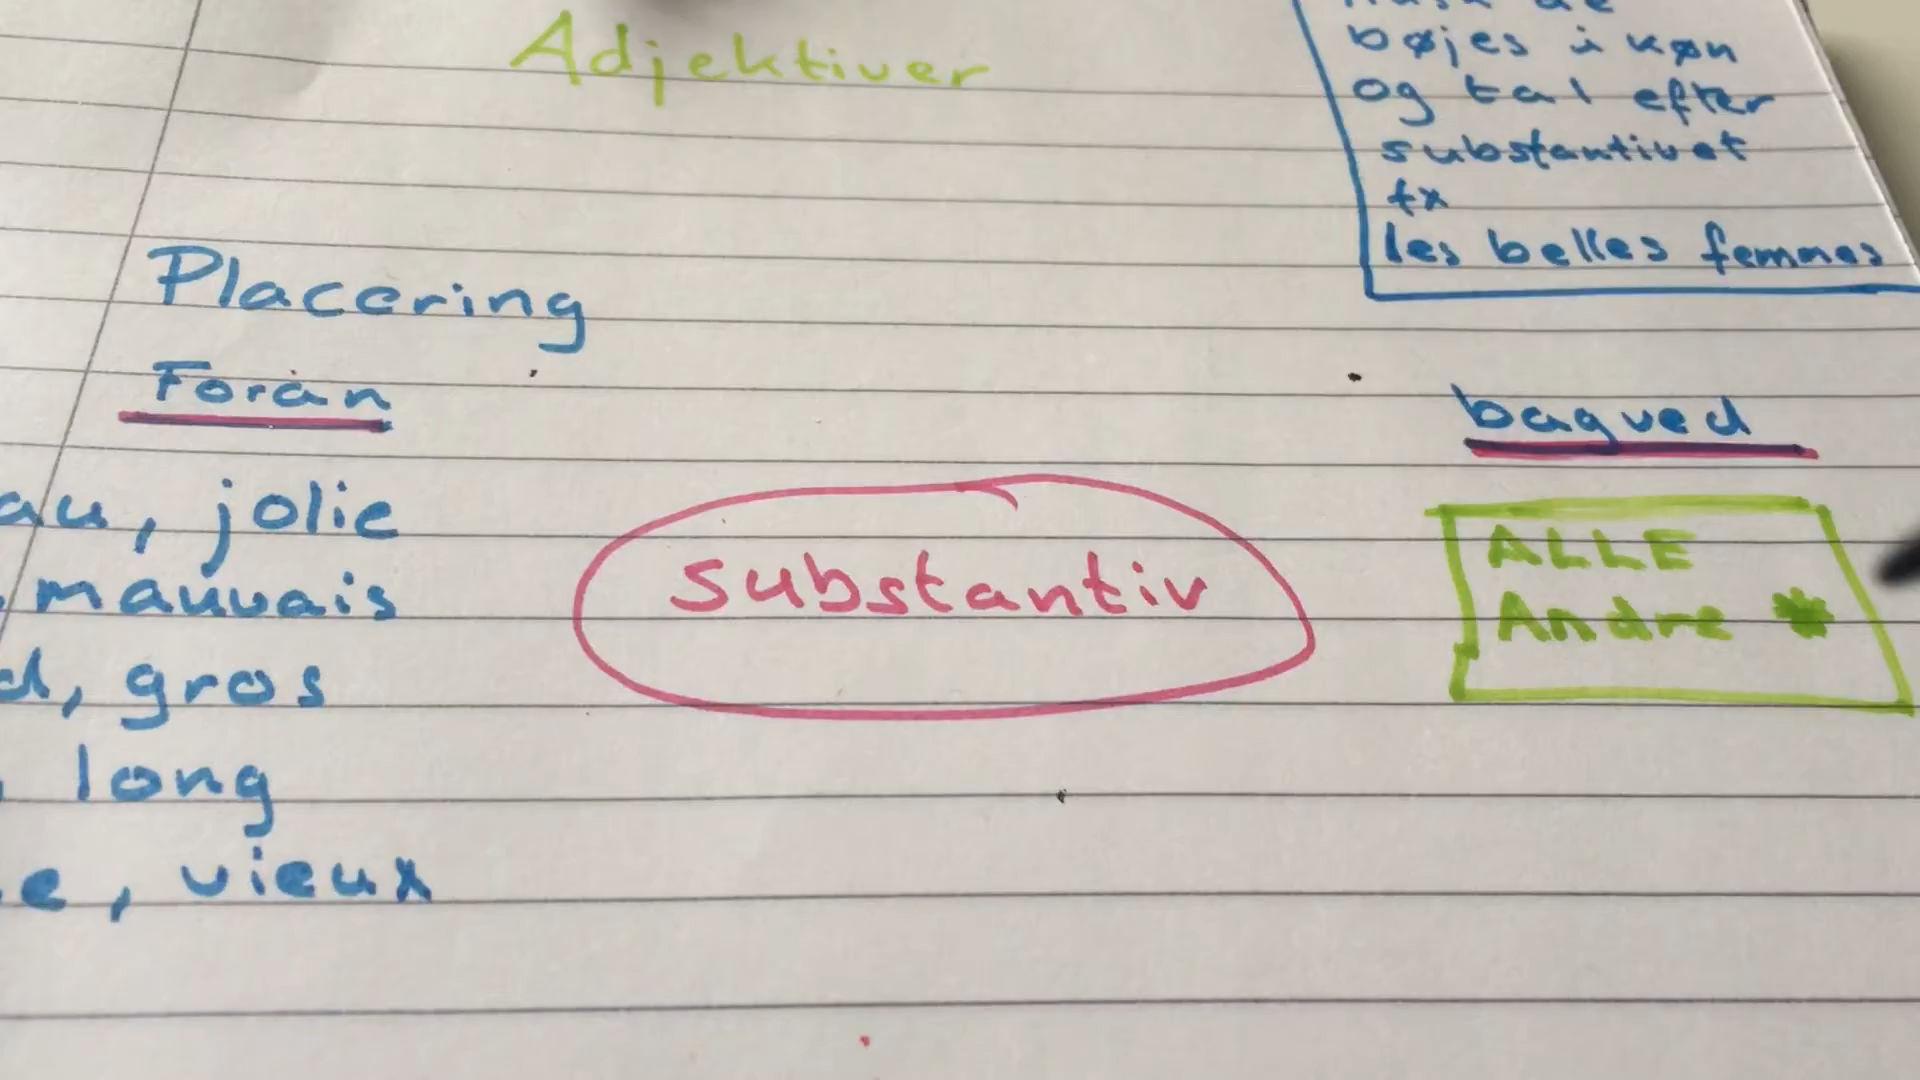 Adjektiver
bøjes i køn
og tal efter
substantivet
fx
les belles femmes
Placering
Foran
bagved
au, jolie
mauvais
d, gros
long
e, vieux
substantiv
ALLE
Andre *